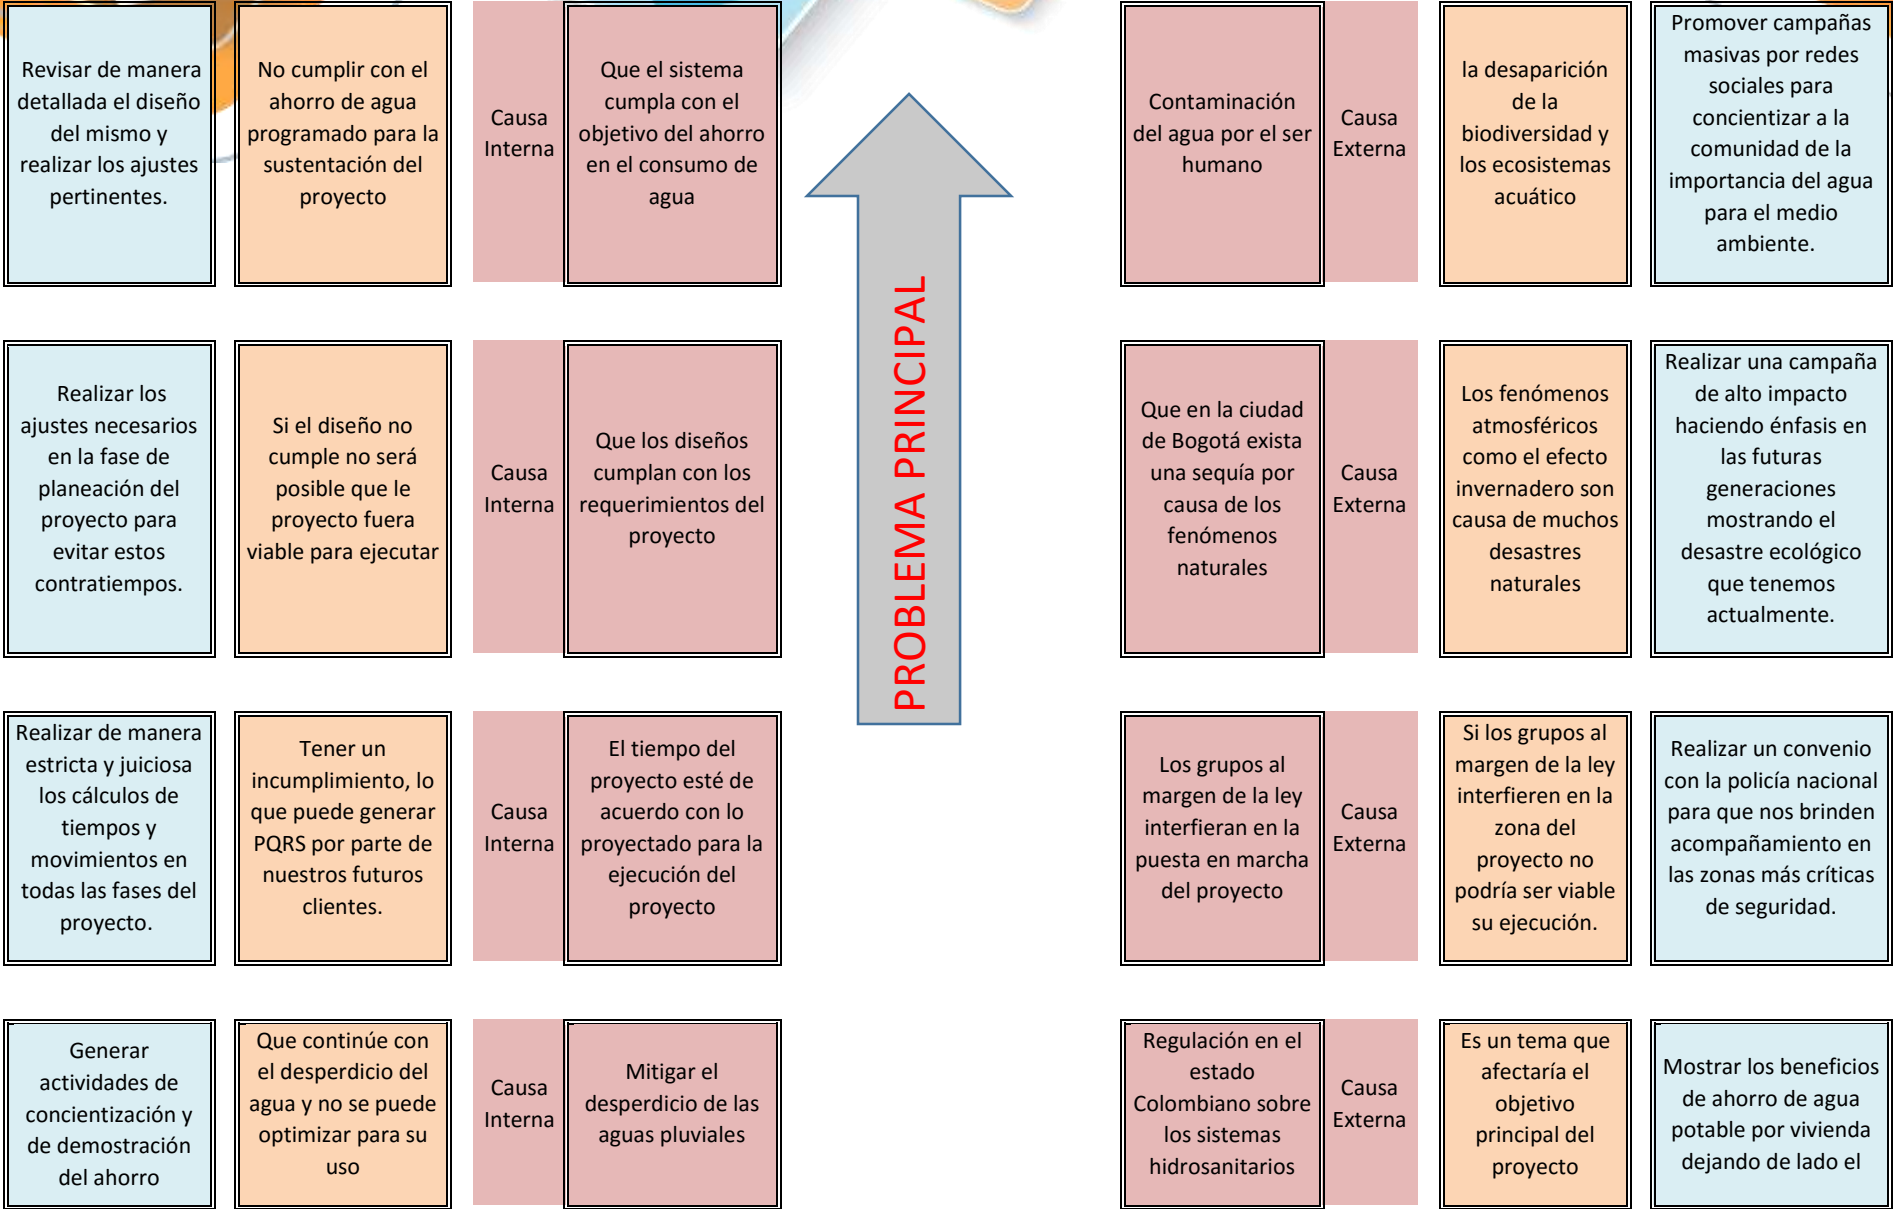 Revisar de manera
detallada el diseño
del mismo y
realizar los ajustes
pertinentes.
No cumplir con el
ahorro de agua
programado para la
sustentación del
proyecto
Causa
Interna
Que el sistema
cumpla con el
objetivo del ahorro
en el consumo de
agua
Contaminación
del agua por el ser
humano
Causa
Externa
la desaparición
de la
biodiversidad y
los ecosistemas
acuático
Promover campañas
masivas por redes
sociales para
concientizar a la
comunidad de la
importancia del agua
para el medio
ambiente.
PROBLEMA PRINCIPAL
Realizar los
ajustes necesarios
en la fase de
planeación del
proyecto para
evitar estos
contratiempos.
Si el diseño no
cumple no será
posible que le
proyecto fuera
viable para ejecutar
Causa
Interna
Que los diseños
cumplan con los
requerimientos del
proyecto
Que en la ciudad
de Bogotá exista
una sequía por
causa de los
fenómenos
naturales
Causa
Externa
Los fenómenos
atmosféricos
como el efecto
invernadero son
causa de muchos
desastres
naturales
Realizar una campaña
de alto impacto
haciendo énfasis en
las futuras
generaciones
mostrando el
desastre ecológico
que tenemos
actualmente.
Realizar de manera
estricta y juiciosa
los cálculos de
tiempos y
movimientos en
todas las fases del
proyecto.
Tener un
incumplimiento, lo
que puede generar
PQRS por parte de
nuestros futuros
clientes.
Causa
Interna
El tiempo del
proyecto esté de
acuerdo con lo
proyectado para la
ejecución del
proyecto
Los grupos al
margen de la ley
interfieran en la
puesta en marcha
del proyecto
Causa
Externa
Si los grupos al
margen de la ley
interfieren en la
zona del
proyecto no
podría ser viable
su ejecución.
Realizar un convenio
con la policía nacional
para que nos brinden
acompañamiento en
las zonas más críticas
de seguridad.
Generar
actividades de
concientización y
de demostración
del ahorro
Que continúe con
el desperdicio del
agua y no se puede
optimizar para su
uso
Causa
Interna
Mitigar el
desperdicio de las
aguas pluviales
Regulación en el
estado
Colombiano sobre
los sistemas
hidrosanitarios
Causa
Externa
Es un tema que
afectaría el
objetivo
principal del
proyecto
Mostrar los beneficios
de ahorro de agua
potable por vivienda
dejando de lado el